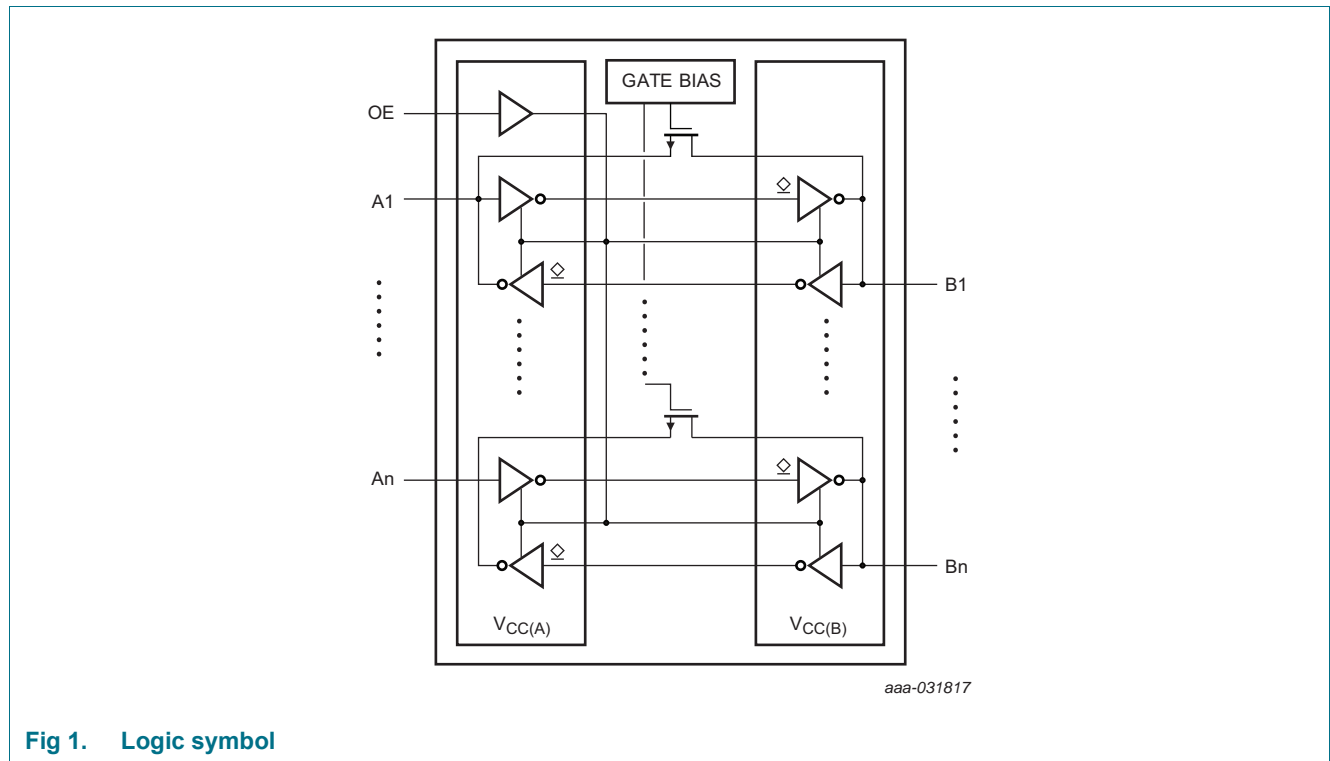 GATE BIAS
OE
A1
B1
An
Bn
VCC(A)
VCC(B)
aaa-031817
Fig 1. Logic symbol